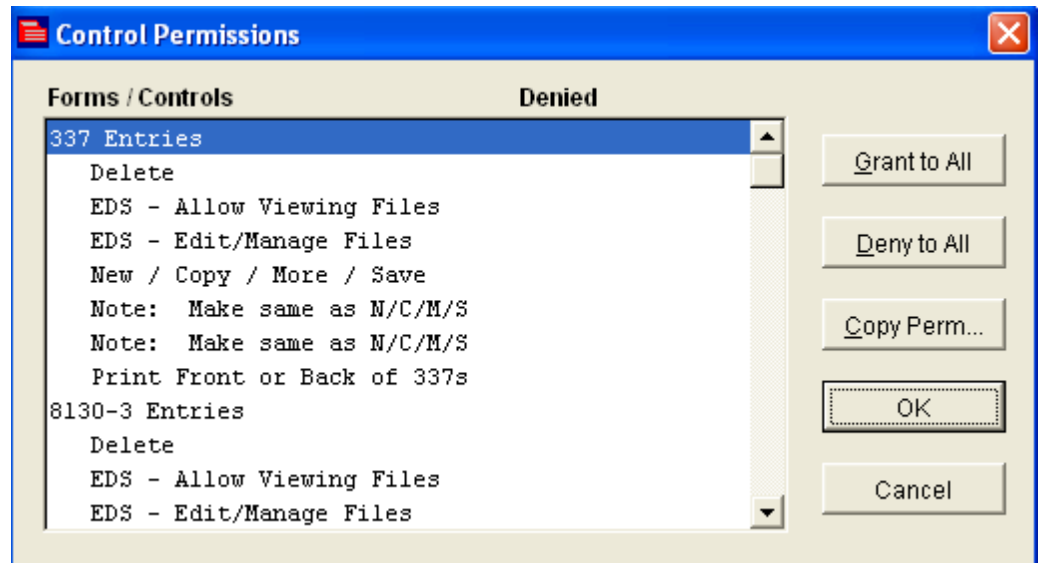 Control Permissions
Forms / Controls Denied
337 Entries
Delete
EDS - Allow Viewing Files
EDS - Edit/Manage Files
New / Copy / More / Save
Note:  Make same as N/C/M/S
Note:  Make same as N/C/M/S
Print Front or Back of 337s
8130-3 Entries
Delete
EDS - Allow Viewing Files
EDS - Edit/Manage Files
Grant to All
Deny to All
Copy Perm...
OK
Cancel